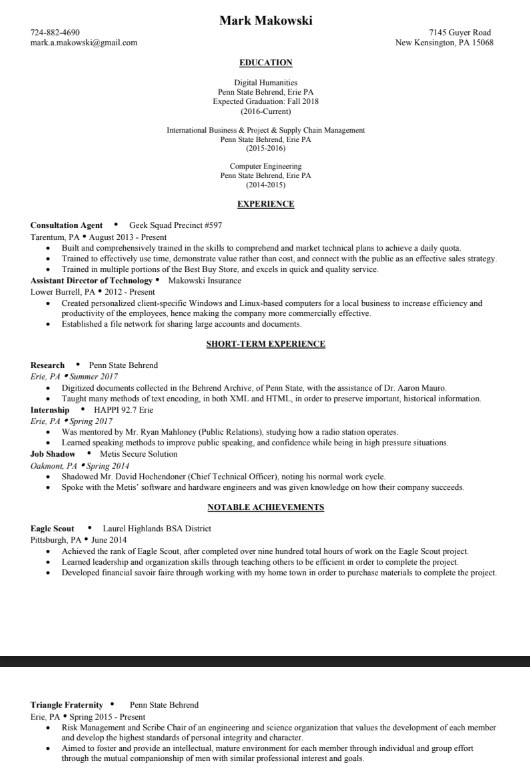 Mark Makowski
724-882-4690 7145 Guyer Road
mark.a.makowski@gmail.com New Kensington, PA 15068
EDUCATION
Digital Humanities
Penn State Behrend, Erie PA
Expected Graduation: Fall 2018
(2016-Current)
International Business & Project & Supply Chain Management
Penn State Behrend, Erie PA
(2015-2016)
Computer Engineering
Penn State Behrend, Erie PA
(2014-2015)
EXPERIENCE
Consultation Agent • Geek Squad Precinct #597
Tarentum, PA • August 2013 - Present
• Built and comprehensively trained in the skills to comprehend and market technical plans to achieve a daily quota.
• Trained to effectively use time, demonstrate value rather than cost, and connect with the public as an effective sales strategy.
• Trained in multiple portions of the Best Buy Store, and excels in quick and quality service.
Assistant Director of Technology • Makowski Insurance
Lower Burrell, PA • 2012 - Present
• Created personalized client-specific Windows and Linux-based computers for a local business to increase efficiency and
productivity of the employees, hence making the company more commercially effective.
• Established a file network for sharing large accounts and documents.
SHORT-TERM EXPERIENCE
Research • Penn State Behrend
Erie, PA • Summer 2017
• Digitized documents collected in the Behrend Archive, of Penn State, with the assistance of Dr. Aaron Mauro.
• Taught many methods of text encoding, in both XML and HTML, in order to preserve important, historical information.
Internship • HAPPI 92.7 Erie
Erie, PA • Spring 2017
• Was mentored by Mr. Ryan Mahloney (Public Relations), studying how a radio station operates.
• Learned speaking methods to improve public speaking, and confidence while being in high pressure situations.
Job Shadow • Metis Secure Solution
Oakmont, PA • Spring 2014
• Shadowed Mr. David Hochendoner (Chief Technical Officer), noting his normal work cycle.
• Spoke with the Metis' software and hardware engineers and was given knowledge on how their company succeeds.
NOTABLE ACHIEVEMENTS
Eagle Scout • Laurel Highlands BSA District
Pittsburgh, PA • June 2014
• Achieved the rank of Eagle Scout, after completed over nine hundred total hours of work on the Eagle Scout project.
• Learned leadership and organization skills through teaching others to be efficient in order to complete the project.
• Developed financial savoir faire through working with my home town in order to purchase materials to complete the project.
Triangle Fraternity • Penn State Behrend
Erie, PA • Spring 2015 - Present
• Risk Management and Scribe Chair of an engineering and science organization that values the development of each member
and develop the highest standards of personal integrity and character.
• Aimed to foster and provide an intellectual, mature environment for each member through individual and group effort
through the mutual companionship of men with similar professional interest and goals.